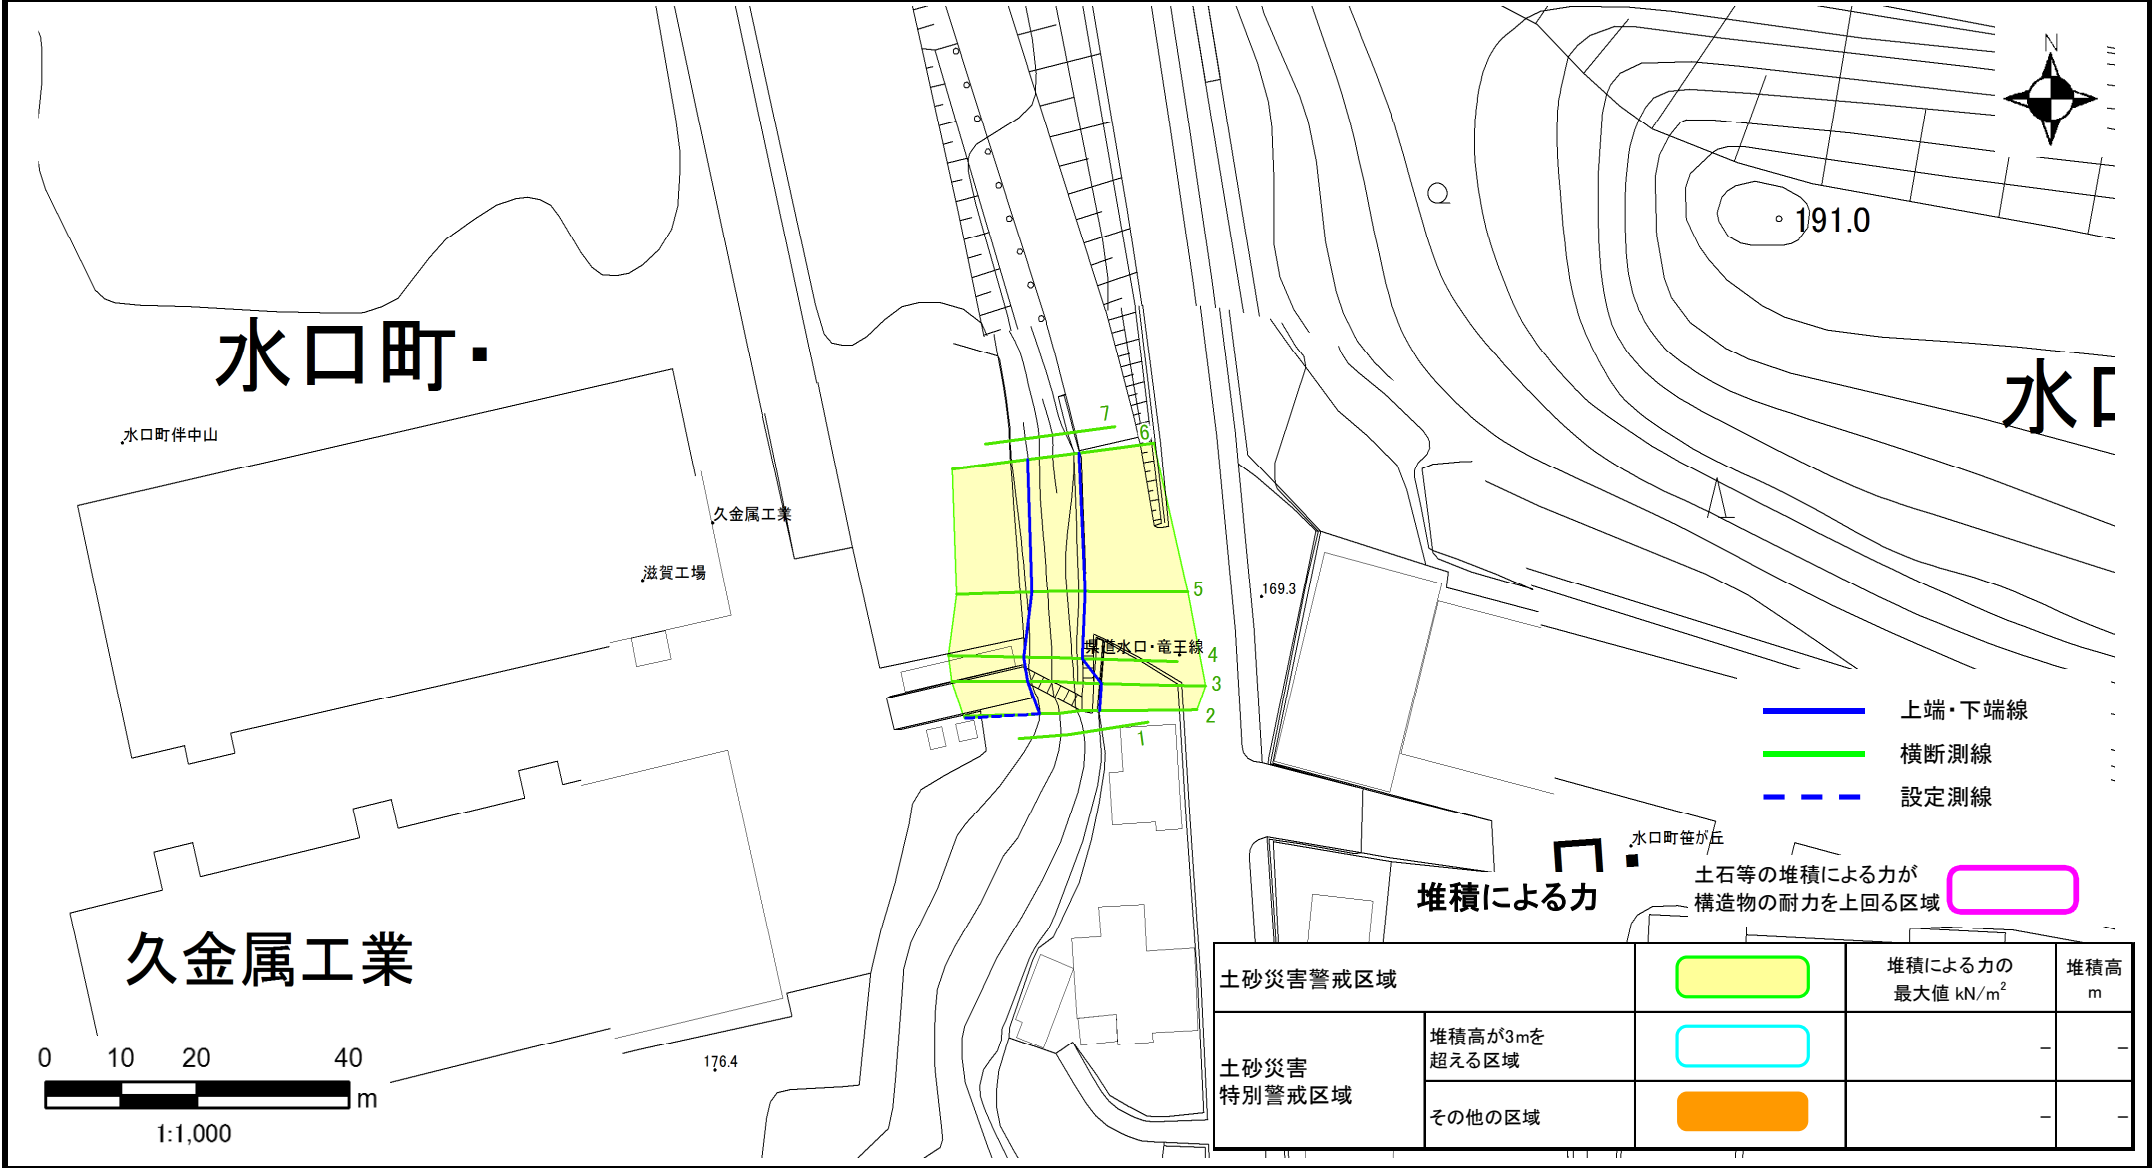 N
191.0
水口町・
水口
水口町伴中山
7
6
久金属工業
滋賀工場
5
169.3
県道水口・竜王線
4
3
2
1
上端・下端線
横断測線
設定測線
水口町笹が丘
堆積による力
土石等の堆積による力が
構造物の耐力を上回る区域
久金属工業
土砂災害警戒区域
堆積による力の
最大値 kN/m²
堆積高
m
土砂災害
特別警戒区域
堆積高が3mを
超える区域
－
－
その他の区域
－
－
0 10 20 40
m
1:1,000
176.4